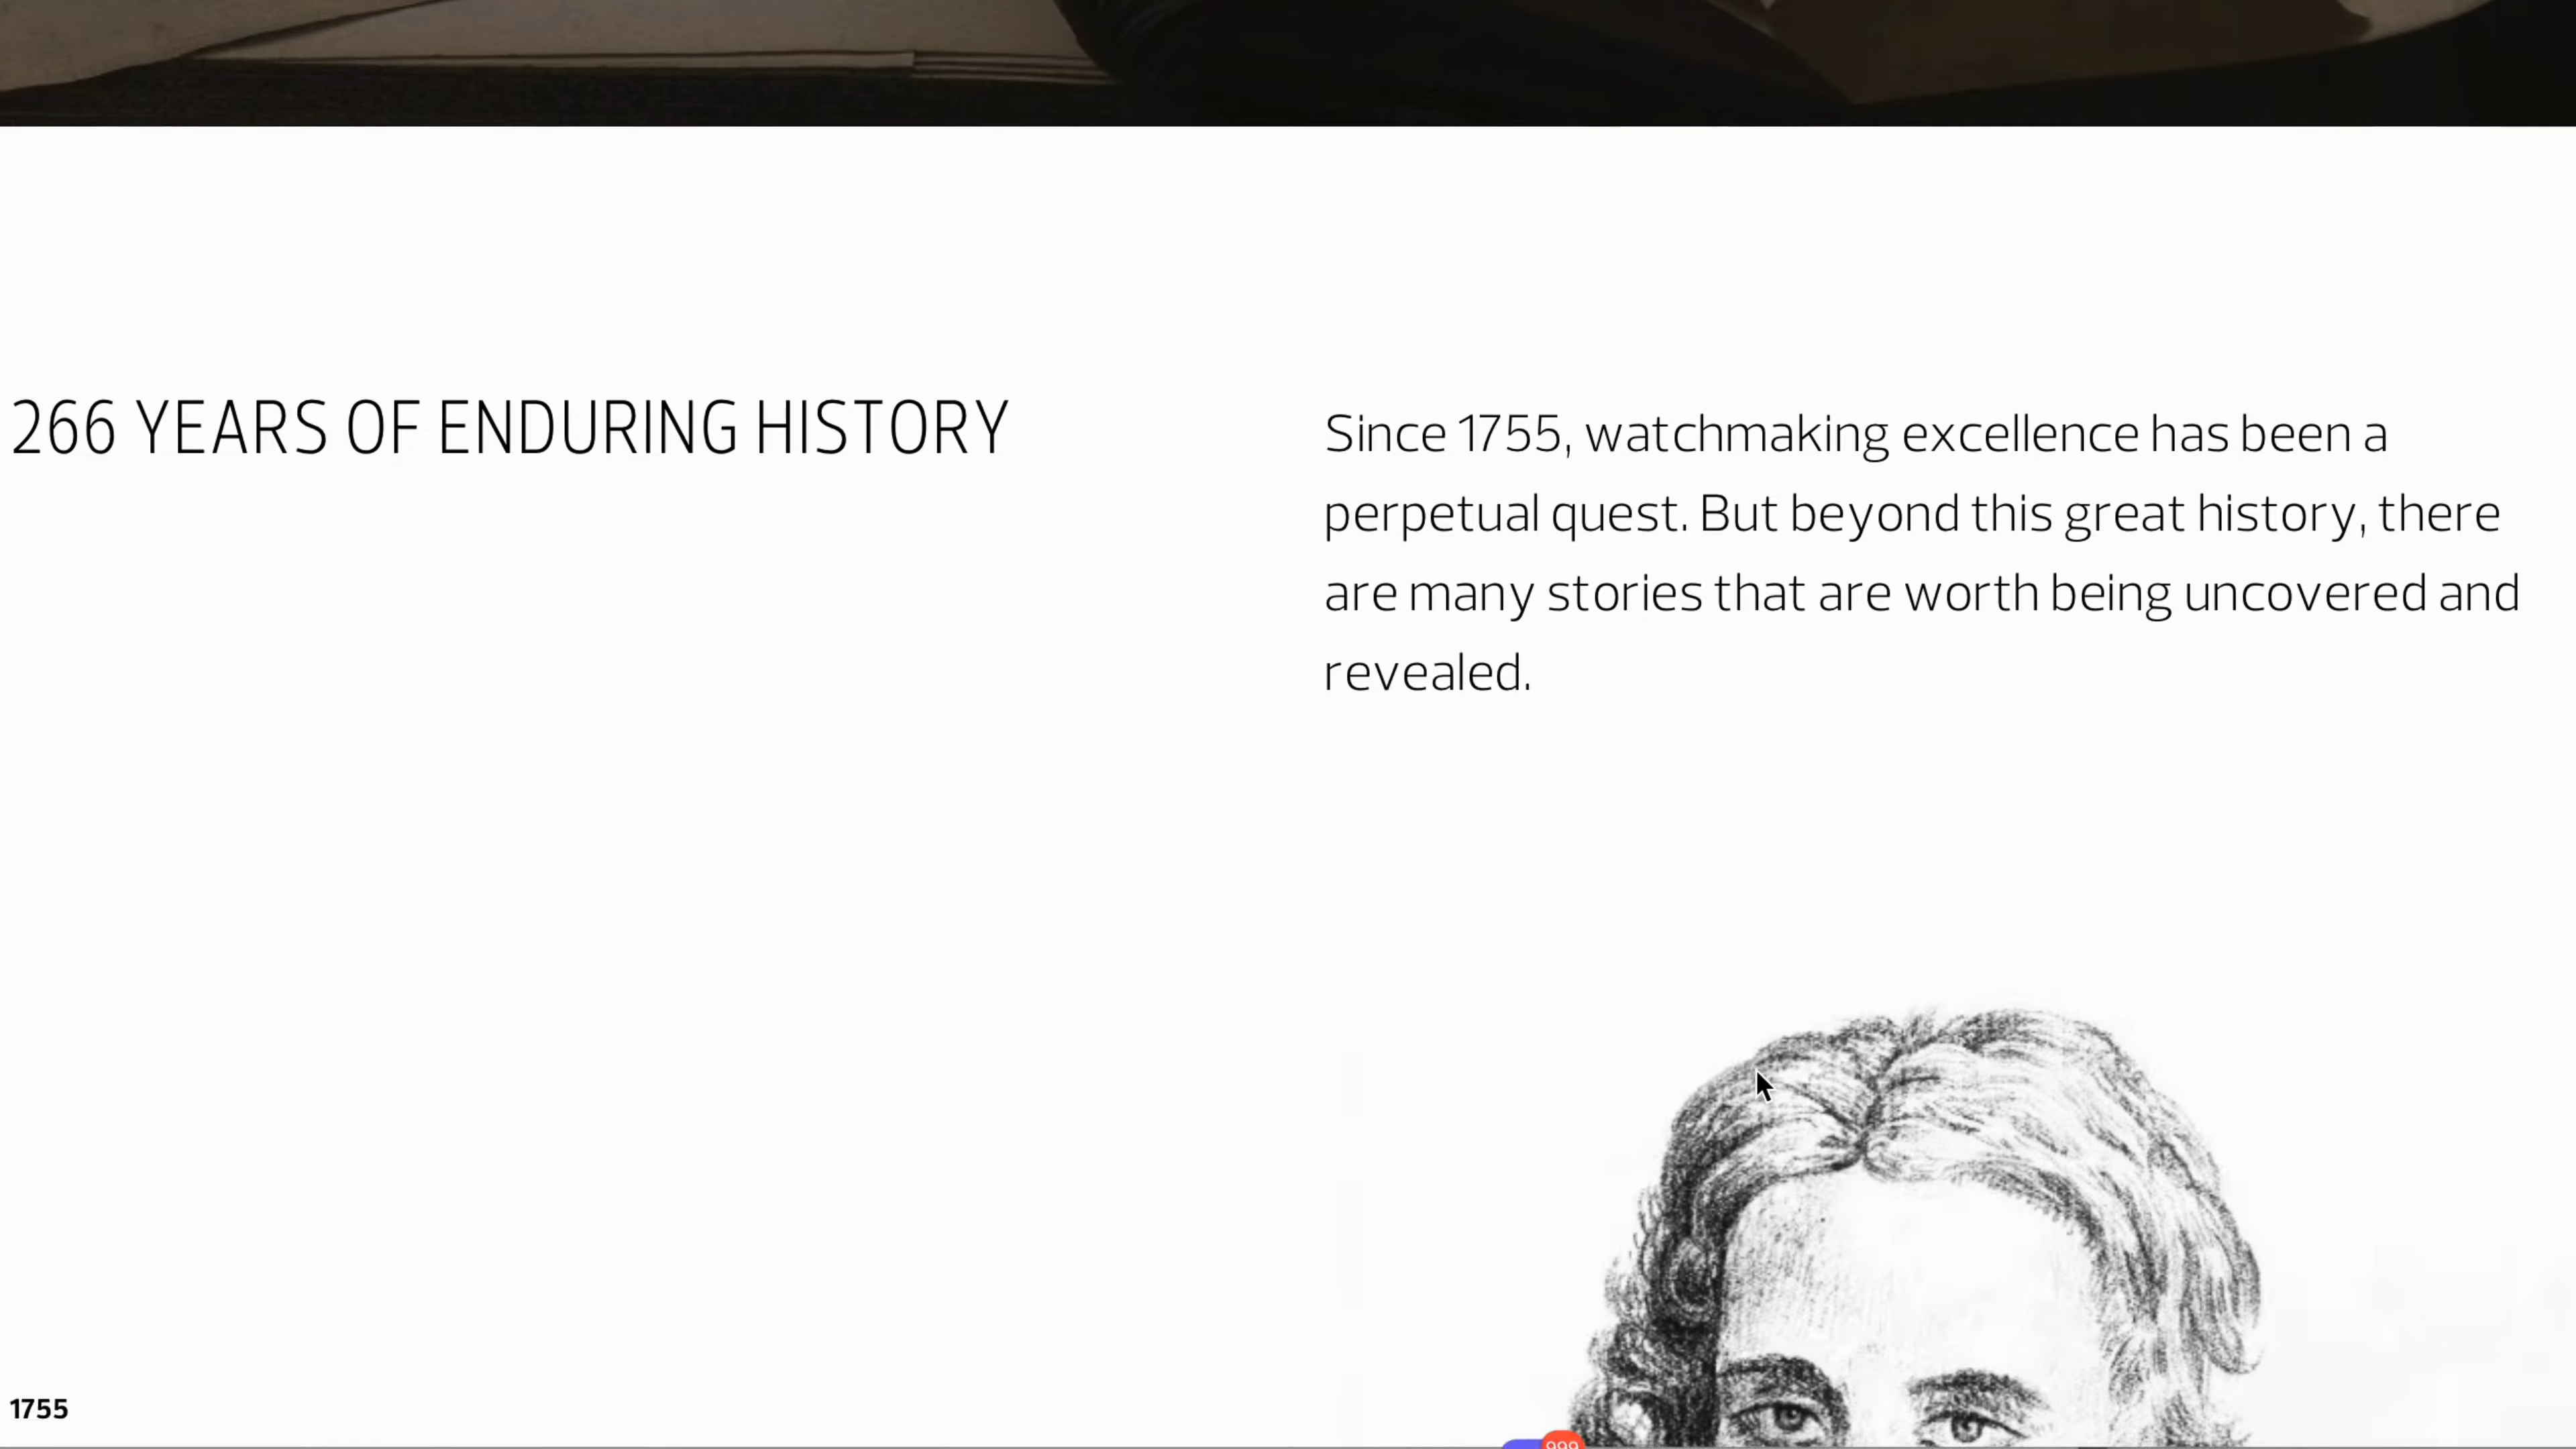 266 YEARS OF ENDURING HISTORY
Since 1755, watchmaking excellence has been a
perpetual quest. But beyond this great history, there
are many stories that are worth being uncovered and
revealed.
1755